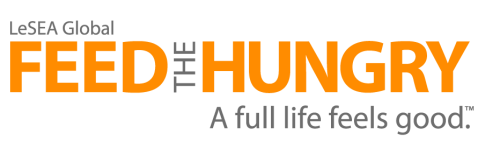 LeSEA Global
FEED THE HUNGRY
A full life feels good.™